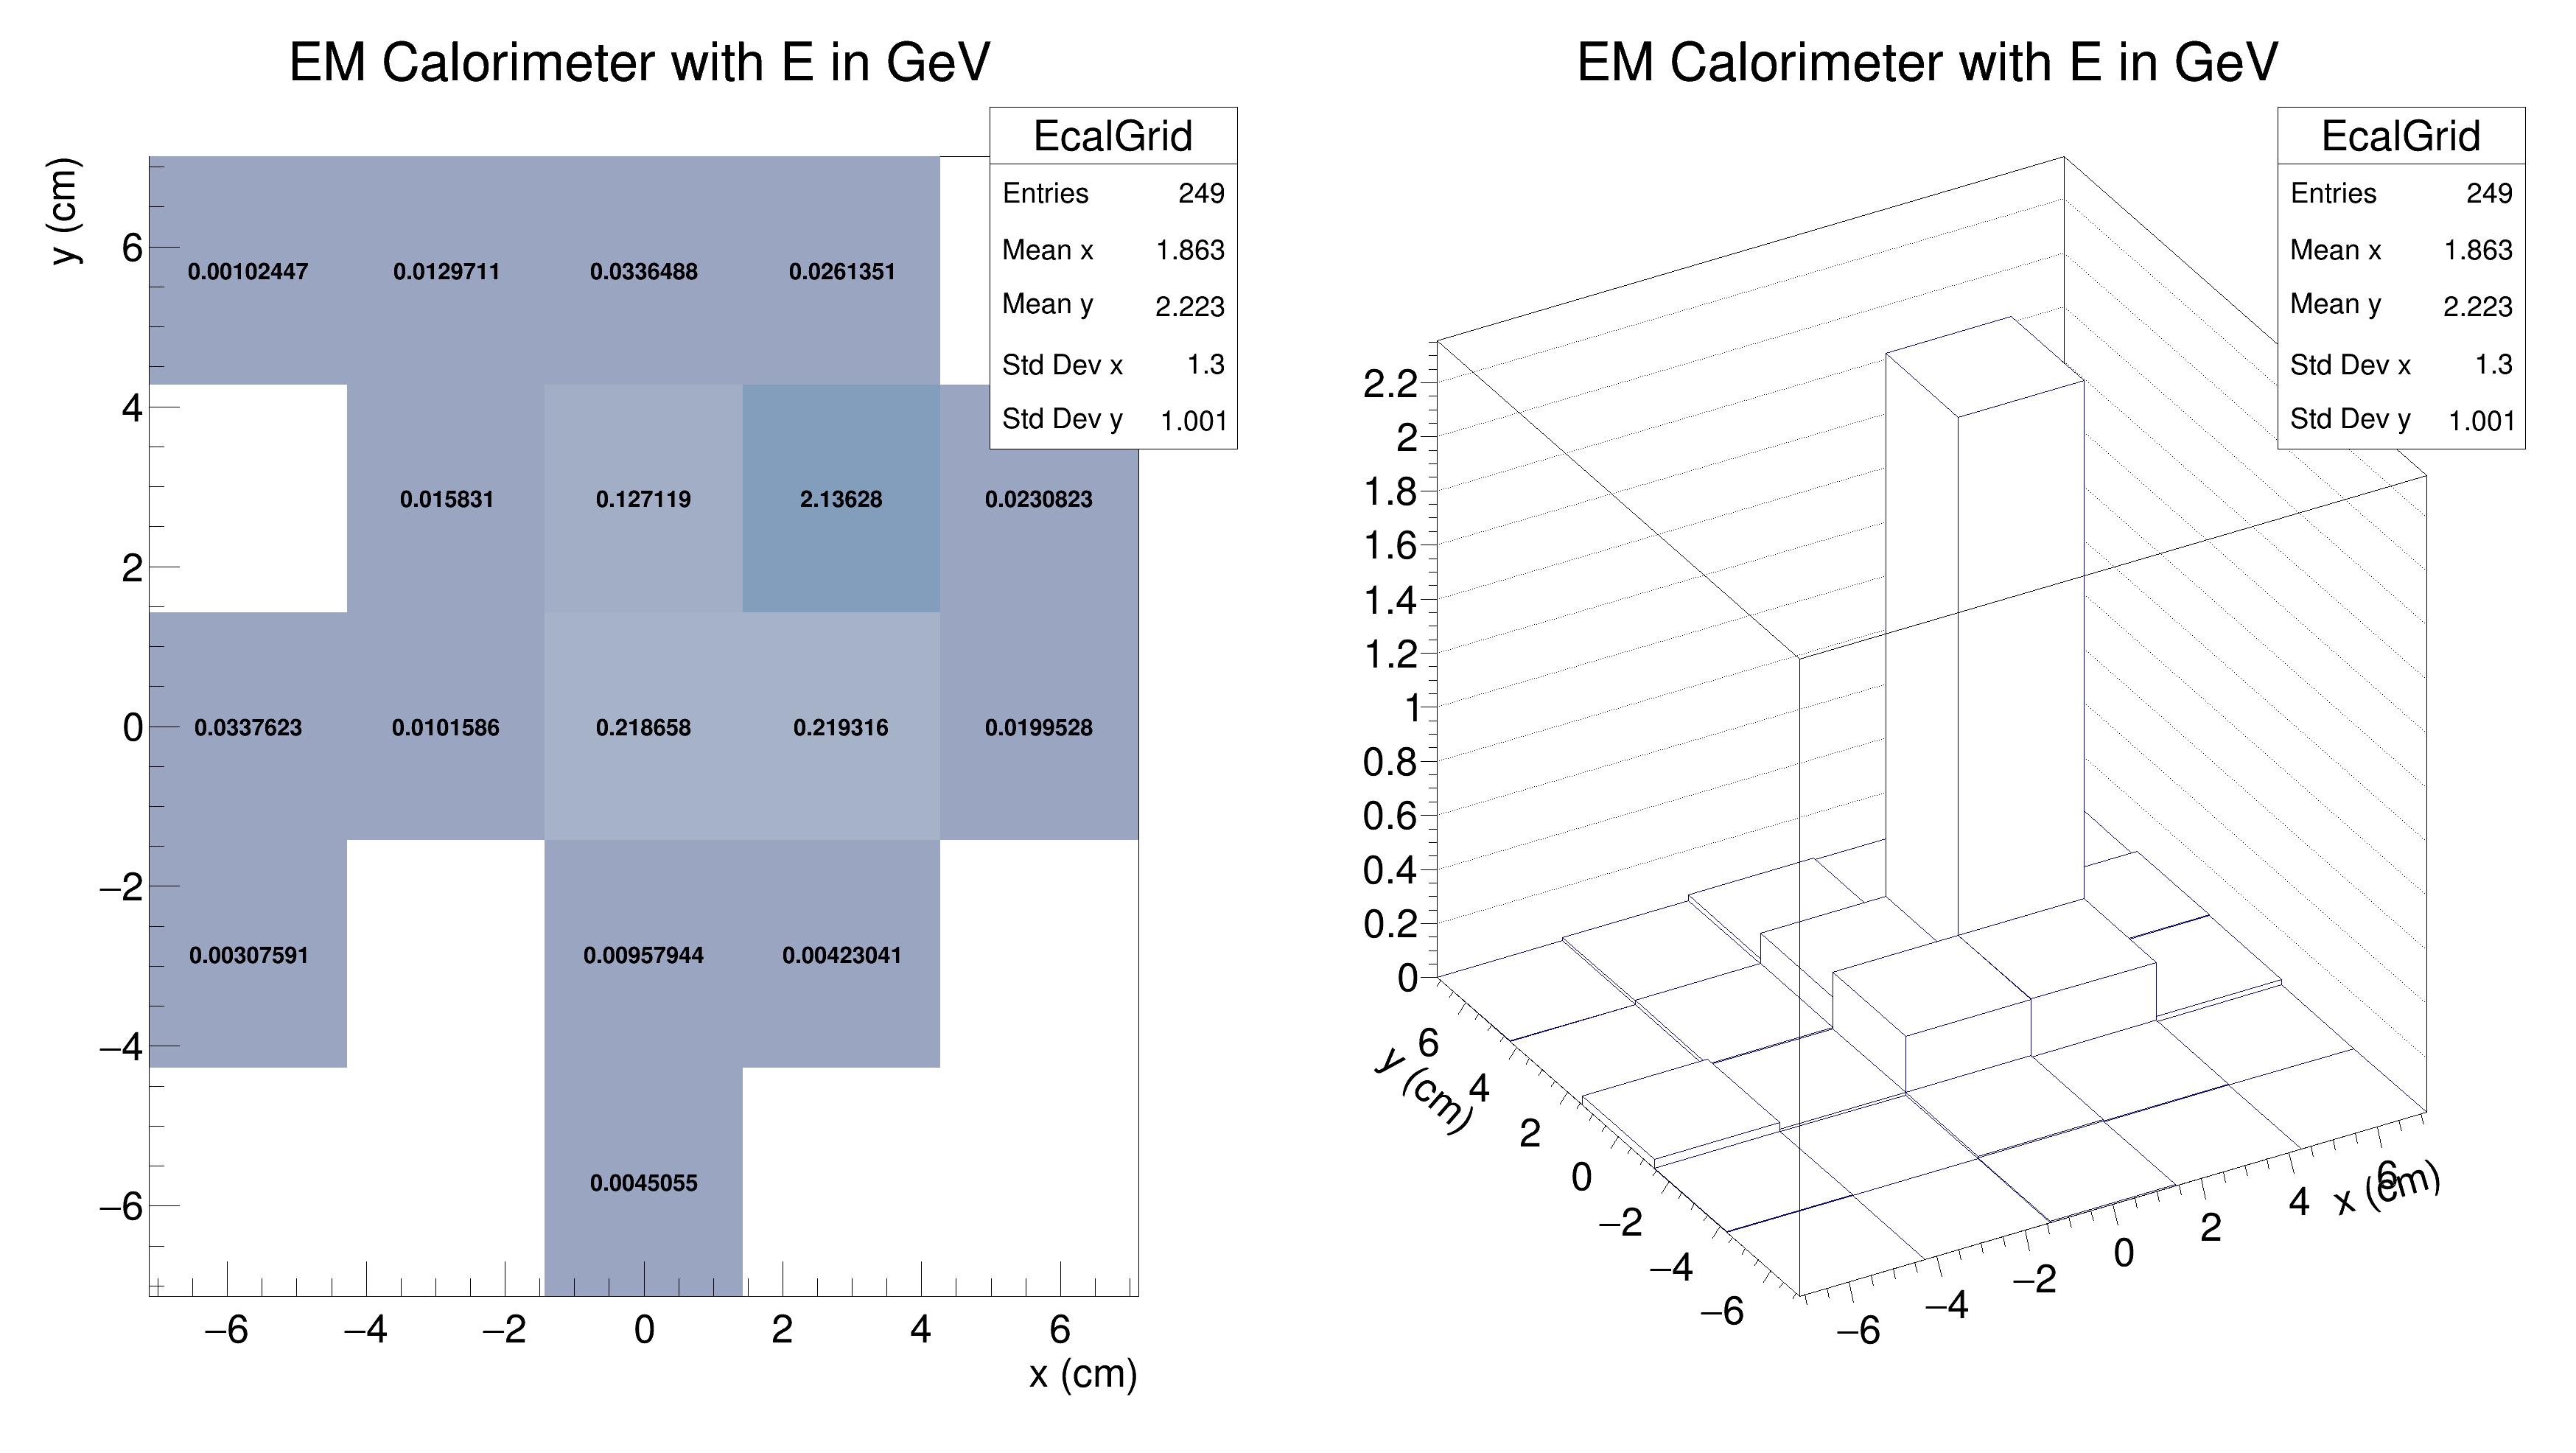 EM Calorimeter with E in GeV
EcalGrid
Entries 249
Mean x 1.863
Mean y 2.223
Std Dev x 1.3
Std Dev y 1.001
y (cm)
6
4
2
0
−2
−4
−6
0.00102447 0.0129711 0.0336488 0.0261351
0.015831 0.127119 2.13628 0.0230823
0.0337623 0.0101586 0.218658 0.219316 0.0199528
0.00307591 0.00957944 0.00423041
0.0045055
−6 −4 −2 0 2 4 6
x (cm)
EM Calorimeter with E in GeV
EcalGrid
Entries 249
Mean x 1.863
Mean y 2.223
Std Dev x 1.3
Std Dev y 1.001
2.2
2
1.8
1.6
1.4
1.2
1
0.8
0.6
0.4
0.2
0
y (cm)
6
4
2
0
−2
−4
−6
−6 −4 −2 0 2 4 6
x (cm)